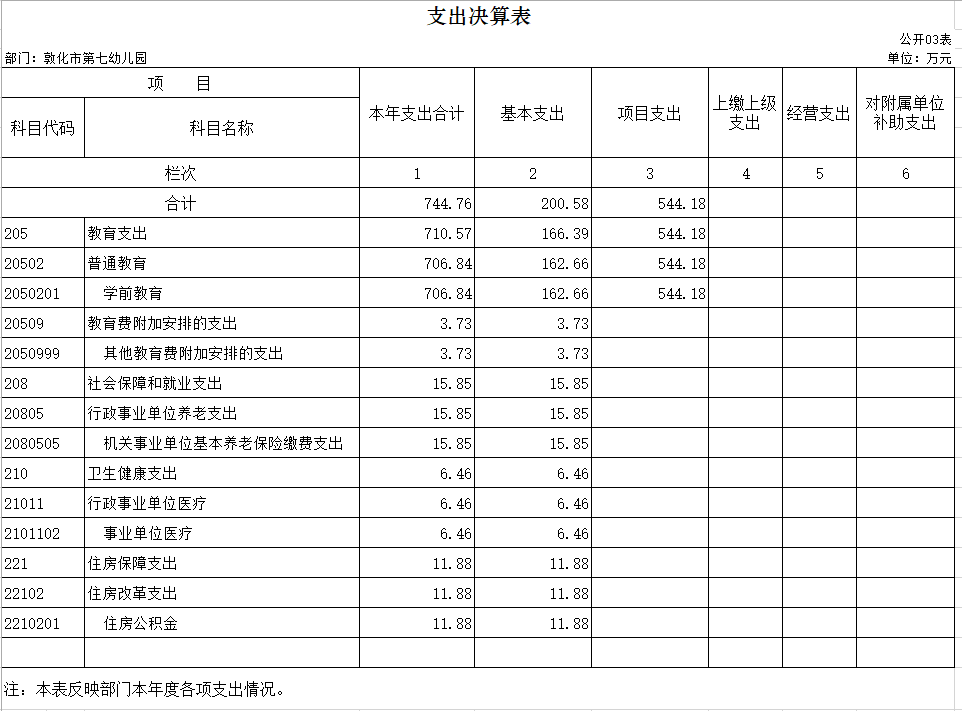 支出决算表
公开03表
部门：敦化市第七幼儿园 单位：万元
项 目 本年支出合计 基本支出 项目支出 上缴上级支出 经营支出 对附属单位补助支出
科目代码 科目名称
栏次 1 2 3 4 5 6
合计 744.76 200.58 544.18
205 教育支出 710.57 166.39 544.18
20502 普通教育 706.84 162.66 544.18
2050201 学前教育 706.84 162.66 544.18
20509 教育费附加安排的支出 3.73 3.73
2050999 其他教育费附加安排的支出 3.73 3.73
208 社会保障和就业支出 15.85 15.85
20805 行政事业单位养老支出 15.85 15.85
2080505 机关事业单位基本养老保险缴费支出 15.85 15.85
210 卫生健康支出 6.46 6.46
21011 行政事业单位医疗 6.46 6.46
2101102 事业单位医疗 6.46 6.46
221 住房保障支出 11.88 11.88
22102 住房改革支出 11.88 11.88
2210201 住房公积金 11.88 11.88
注：本表反映部门本年度各项支出情况。